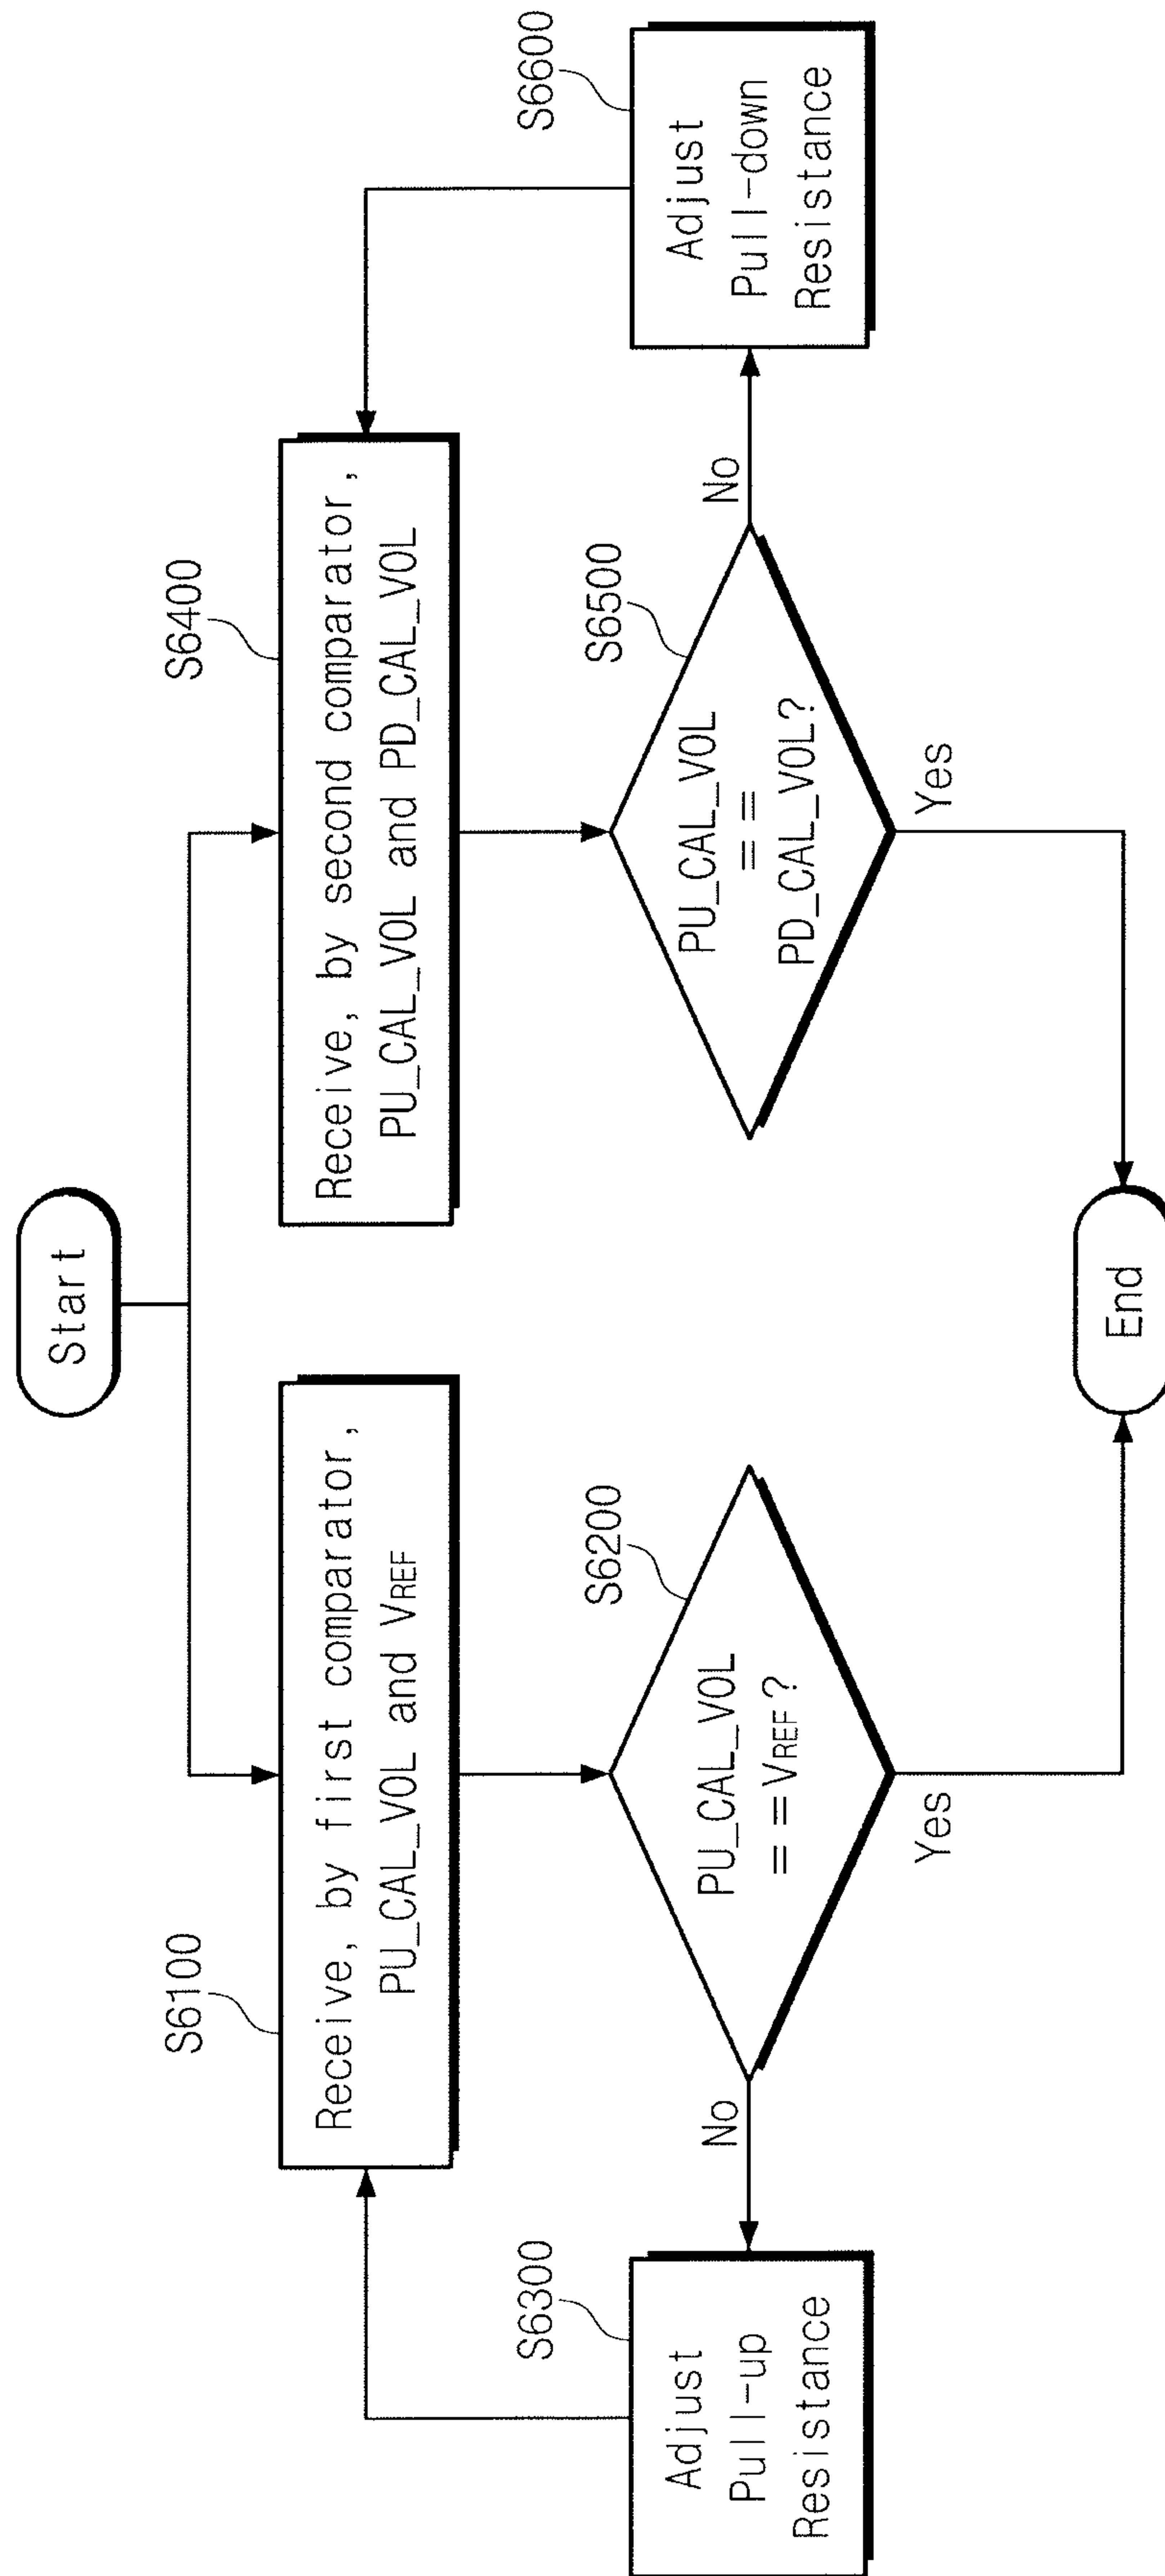 Start
S6100
Receive, by first comparator,
PU_CAL_VOL and VREF
S6400
Receive, by second comparator,
PU_CAL_VOL and PD_CAL_VOL
S6300
Adjust
Pull-up
Resistance
No
S6200
PU_CAL_VOL
= = VREF?
Yes
S6500
PU_CAL_VOL
= =
PD_CAL_VOL?
Yes
No
S6600
Adjust
Pull-down
Resistance
End